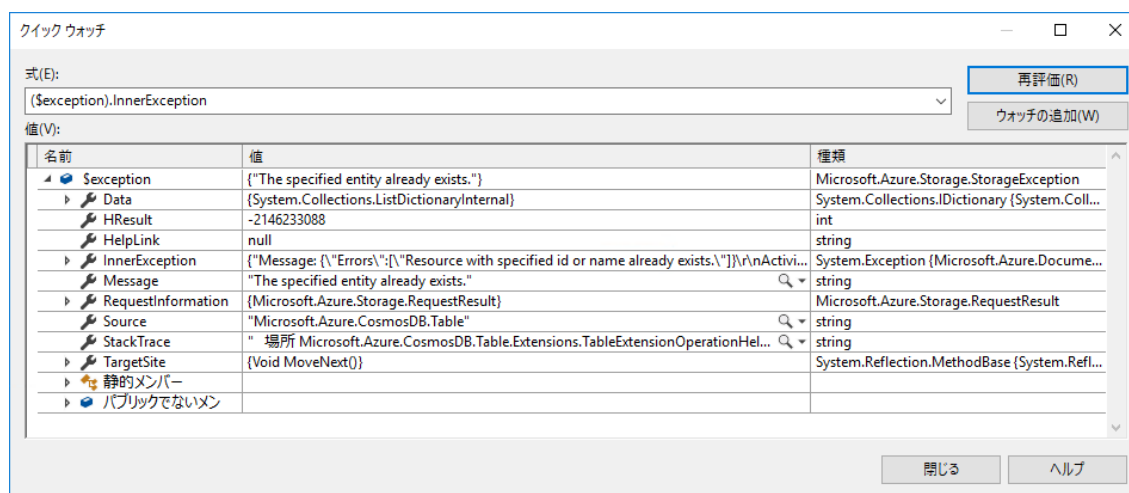 クイック ウォッチ
式(E):
再評価(R)
($exception).InnerException
ウォッチの追加(W)
値(V):
名前 値 種類
$exception {"The specified entity already exists."} Microsoft.Azure.Storage.StorageException
Data {System.Collections.ListDictionaryInternal} System.Collections.IDictionary {System.Coll...
HResult -2146233088 int
HelpLink null string
InnerException {"Message: {\"Errors\":[\"Resource with specified id or name already exists.\"]}\r\nActivi... System.Exception {Microsoft.Azure.Docume...
Message "The specified entity already exists." string
RequestInformation {Microsoft.Azure.Storage.RequestResult} Microsoft.Azure.Storage.RequestResult
Source "Microsoft.Azure.CosmosDB.Table" string
StackTrace " 場所 Microsoft.Azure.CosmosDB.Table.Extensions.TableExtensionOperationHel... string
TargetSite {Void MoveNext()} System.Reflection.MethodBase {System.Refl...
静的メンバー
パブリックでないメン
閉じる ヘルプ